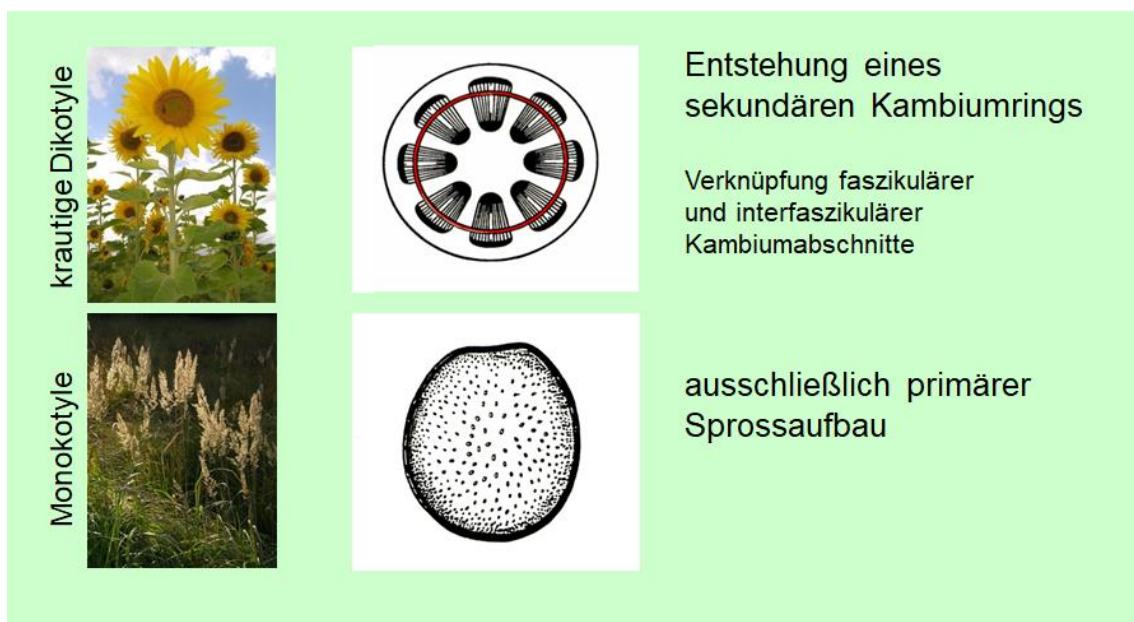 krautige Dikotyle
Entstehung eines
sekundären Kambiumrings
Verknüpfung faszikulärer
und interfaszikulärer
Kambiumabschnitte
Monokotyle
ausschließlich primärer
Sprossaufbau